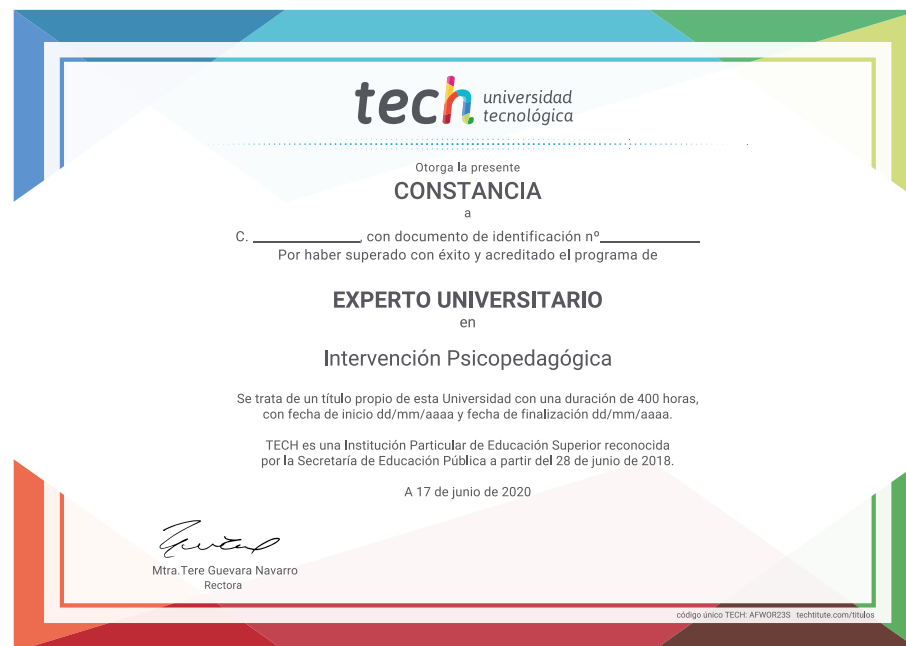 tech universidad
tecnológica
Otorga la presente
CONSTANCIA
a
C. ____________, con documento de identificación nº___________
Por haber superado con éxito y acreditado el programa de
EXPERTO UNIVERSITARIO
en
Intervención Psicopedagógica
Se trata de un título propio de esta Universidad con una duración de 400 horas,
con fecha de inicio dd/mm/aaaa y fecha de finalización dd/mm/aaaa.
TECH es una Institución Particular de Educación Superior reconocida
por la Secretaría de Educación Pública a partir del 28 de junio de 2018.
A 17 de junio de 2020
Mtra.Tere Guevara Navarro
Rectora
código único TECH: AFWOR23S techtitute.com/titulos